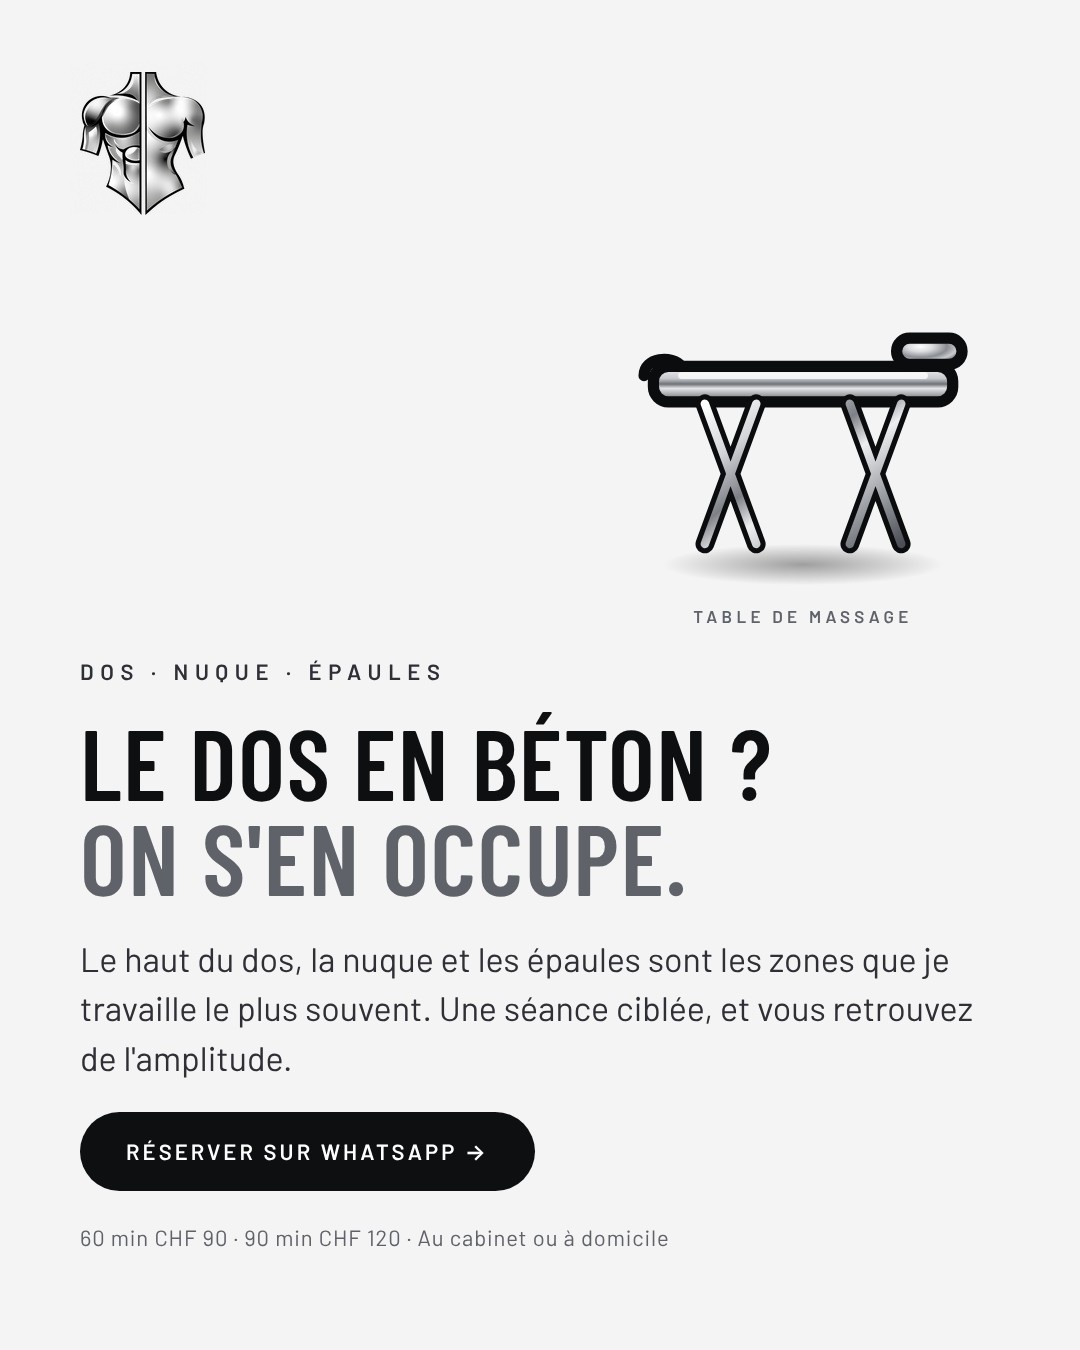 TABLE DE MASSAGE
DOS · NUQUE · ÉPAULES
LE DOS EN BÉTON ?
ON S'EN OCCUPE.
Le haut du dos, la nuque et les épaules sont les zones que je
travaille le plus souvent. Une séance ciblée, et vous retrouvez
de l'amplitude.
RÉSERVER SUR WHATSAPP →
60 min CHF 90 · 90 min CHF 120 · Au cabinet ou à domicile